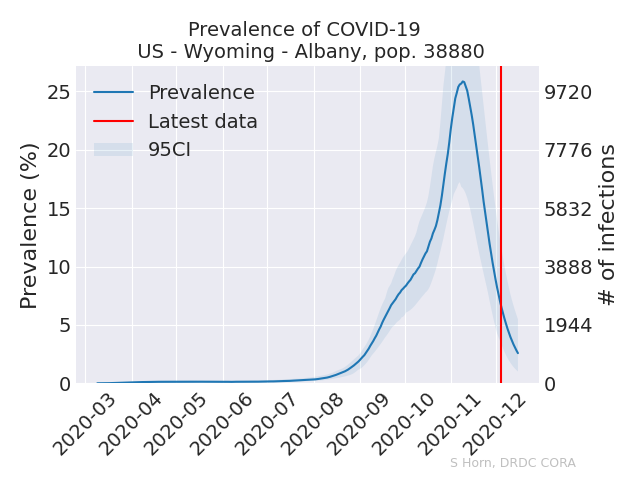 Prevalence of COVID-19
US - Wyoming - Albany, pop. 38880
Prevalence
Latest data
95CI
Prevalence (%)
25
20
15
10
5
0
9720
7776
5832
3888
1944
0
# of infections
2020-03
2020-04
2020-05
2020-06
2020-07
2020-08
2020-09
2020-10
2020-11
2020-12
S Horn, DRDC CORA